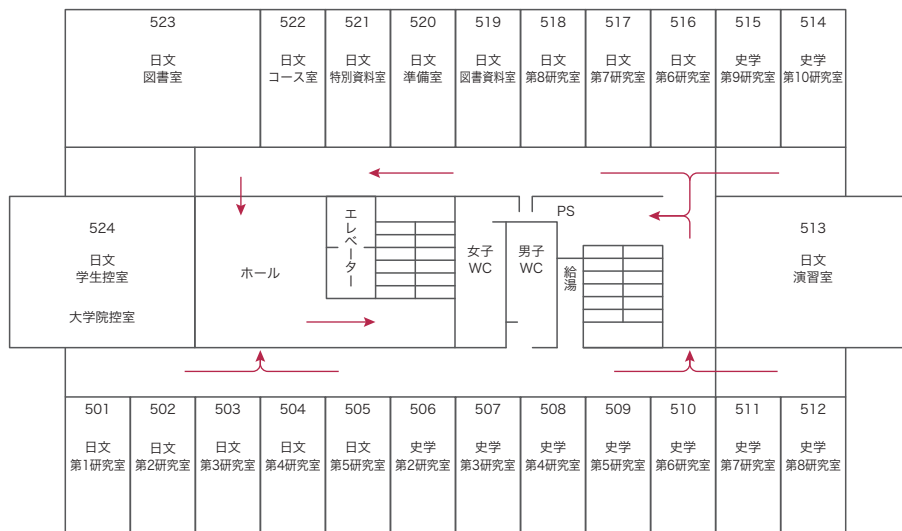 523
日文
図書室
522
日文
コース室
521
日文
特別資料室
520
日文
準備室
519
日文
図書資料室
518
日文
第8研究室
517
日文
第7研究室
516
日文
第6研究室
515
史学
第9研究室
514
史学
第10研究室
524
日文
学生控室
大学院控室
ホール
エレベーター
女子
WC
男子
WC
PS
給湯
513
日文
演習室
501
日文
第1研究室
502
日文
第2研究室
503
日文
第3研究室
504
日文
第4研究室
505
日文
第5研究室
506
史学
第2研究室
507
史学
第3研究室
508
史学
第4研究室
509
史学
第5研究室
510
史学
第6研究室
511
史学
第7研究室
512
史学
第8研究室